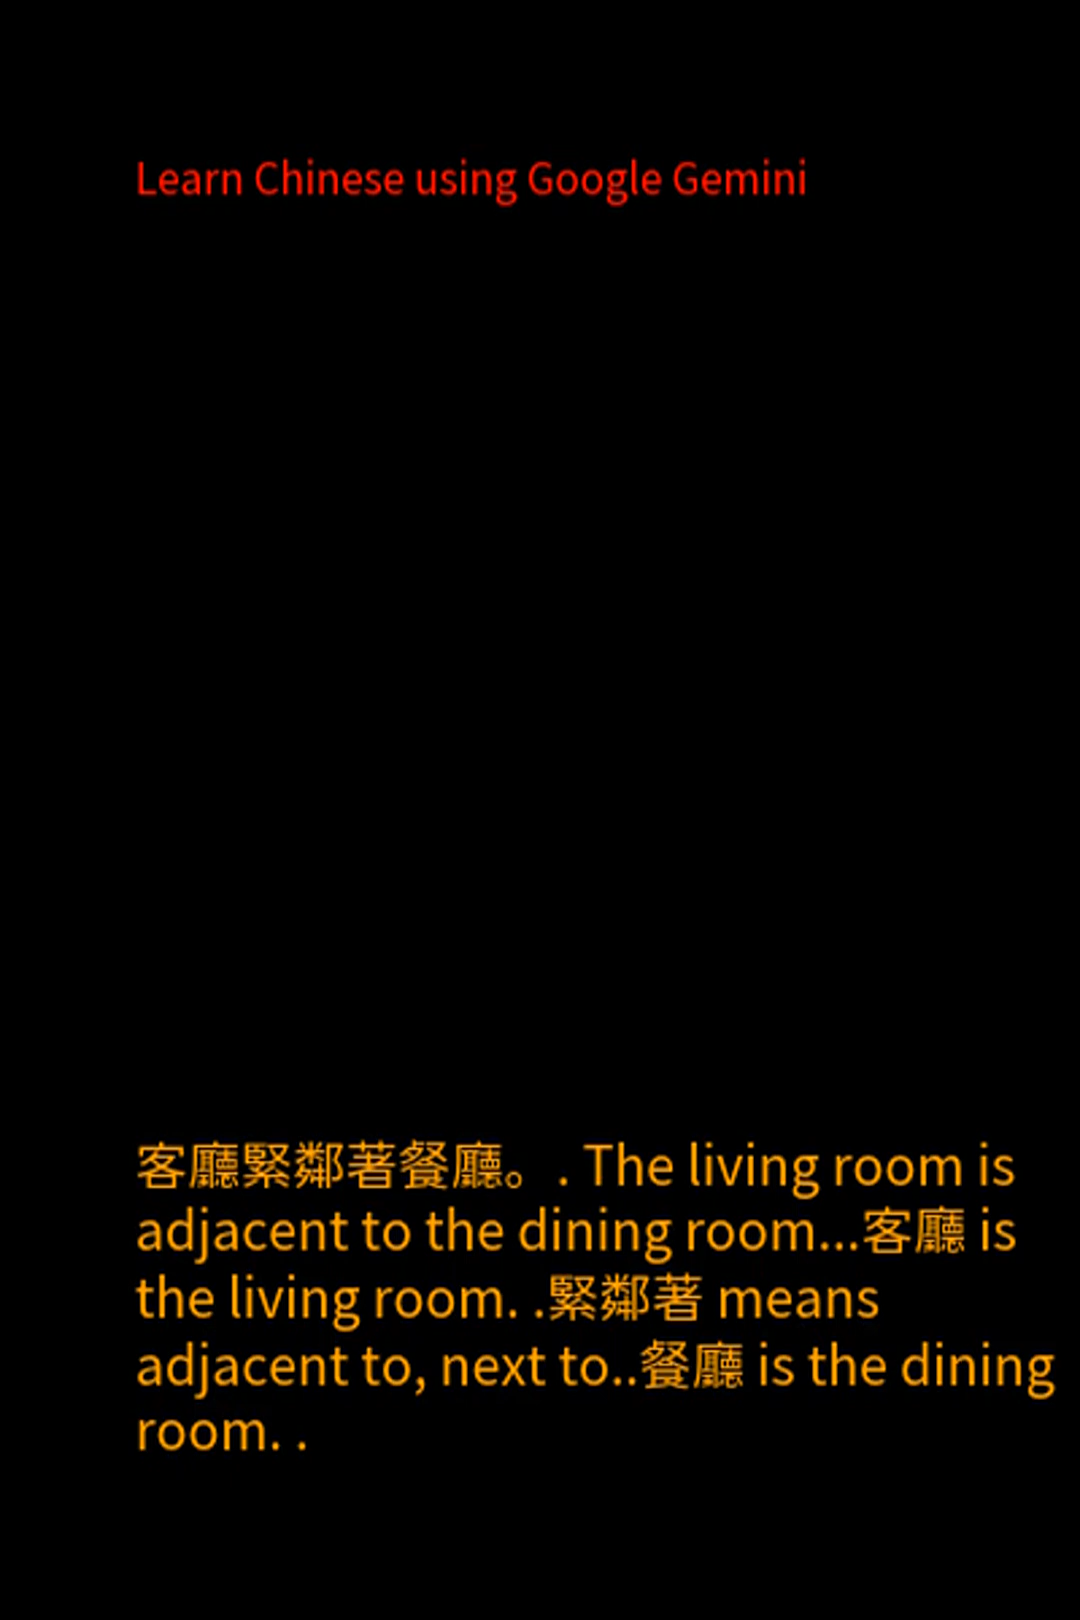 Learn Chinese using Google Gemini
客廳緊鄰著餐廳。. The living room is
adjacent to the dining room...客廳 is
the living room. .緊鄰著 means
adjacent to, next to..餐廳 is the dining
room. .